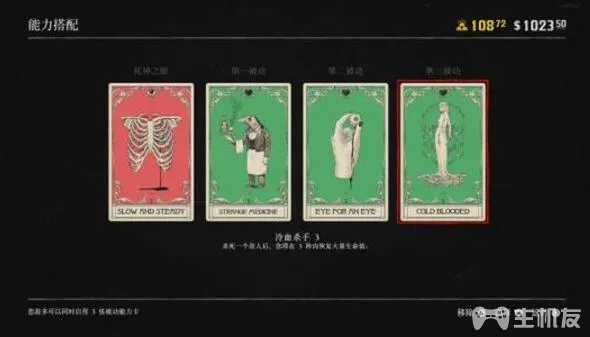 能力搭配
108 72 $ 1023 50
死神之眼 第一被动 第二被动 第三被动
SLOW AND STEADY STRANGE MEDICINE EYE FOR AN EYE COLD BLOODED
冷血杀手 3
杀死一个敌人后，您将在 3 秒内恢复大量生命值。
您最多可以同时启用 3 张被动能力卡
移除
主机友